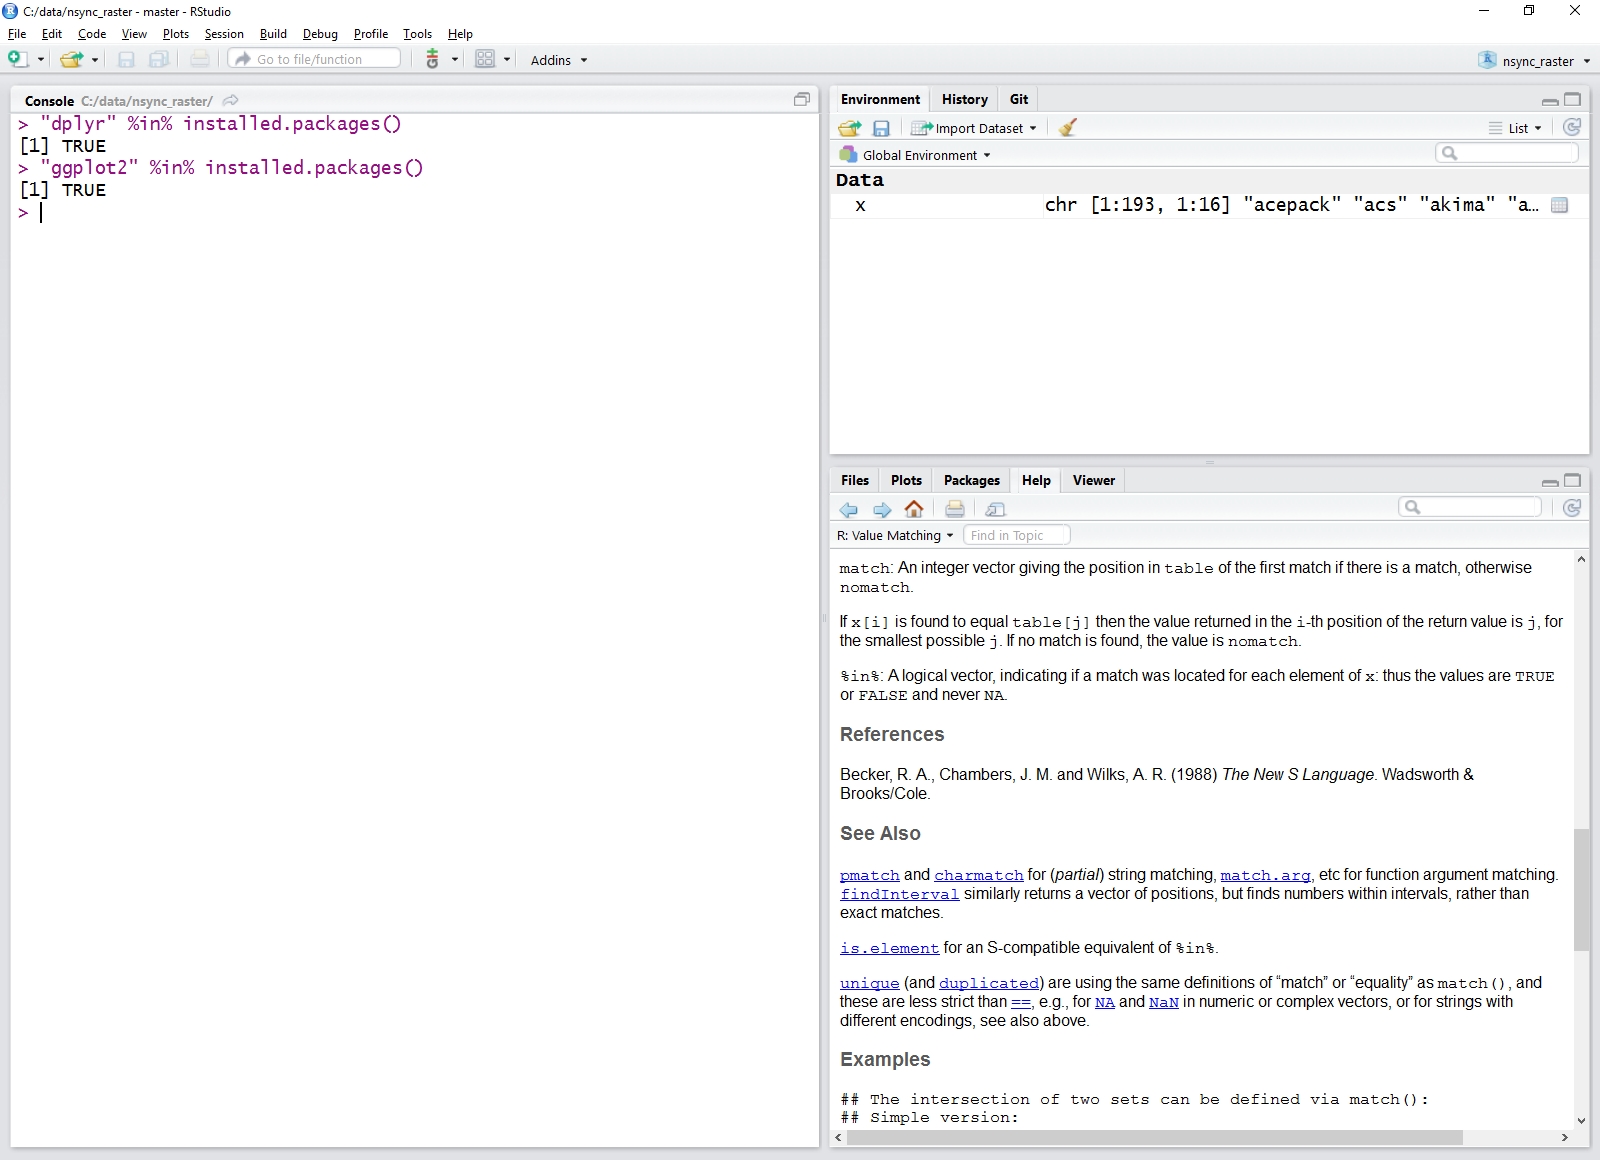 C:/data/nsync_raster - master - RStudio
File Edit Code View Plots Session Build Debug Profile Tools Help
Go to file/function Addins nsync_raster
Console C:/data/nsync_raster/
> "dplyr" %in% installed.packages()
[1] TRUE
> "ggplot2" %in% installed.packages()
[1] TRUE
>
Environment History Git
Import Dataset List
Global Environment
Data
x chr [1:193, 1:16] "acepack" "acs" "akima" "a…
Files Plots Packages Help Viewer
R: Value Matching Find in Topic
match: An integer vector giving the position in table of the first match if there is a match, otherwise
nomatch.
If x[i] is found to equal table[j] then the value returned in the i-th position of the return value is j, for
the smallest possible j. If no match is found, the value is nomatch.
%in%: A logical vector, indicating if a match was located for each element of x: thus the values are TRUE
or FALSE and never NA.
References
Becker, R. A., Chambers, J. M. and Wilks, A. R. (1988) The New S Language. Wadsworth &
Brooks/Cole.
See Also
pmatch and charmatch for (partial) string matching, match.arg, etc for function argument matching.
findInterval similarly returns a vector of positions, but finds numbers within intervals, rather than
exact matches.
is.element for an S-compatible equivalent of %in%.
unique (and duplicated) are using the same definitions of “match” or “equality” as match(), and
these are less strict than ==, e.g., for NA and NaN in numeric or complex vectors, or for strings with
different encodings, see also above.
Examples
## The intersection of two sets can be defined via match():
## Simple version: